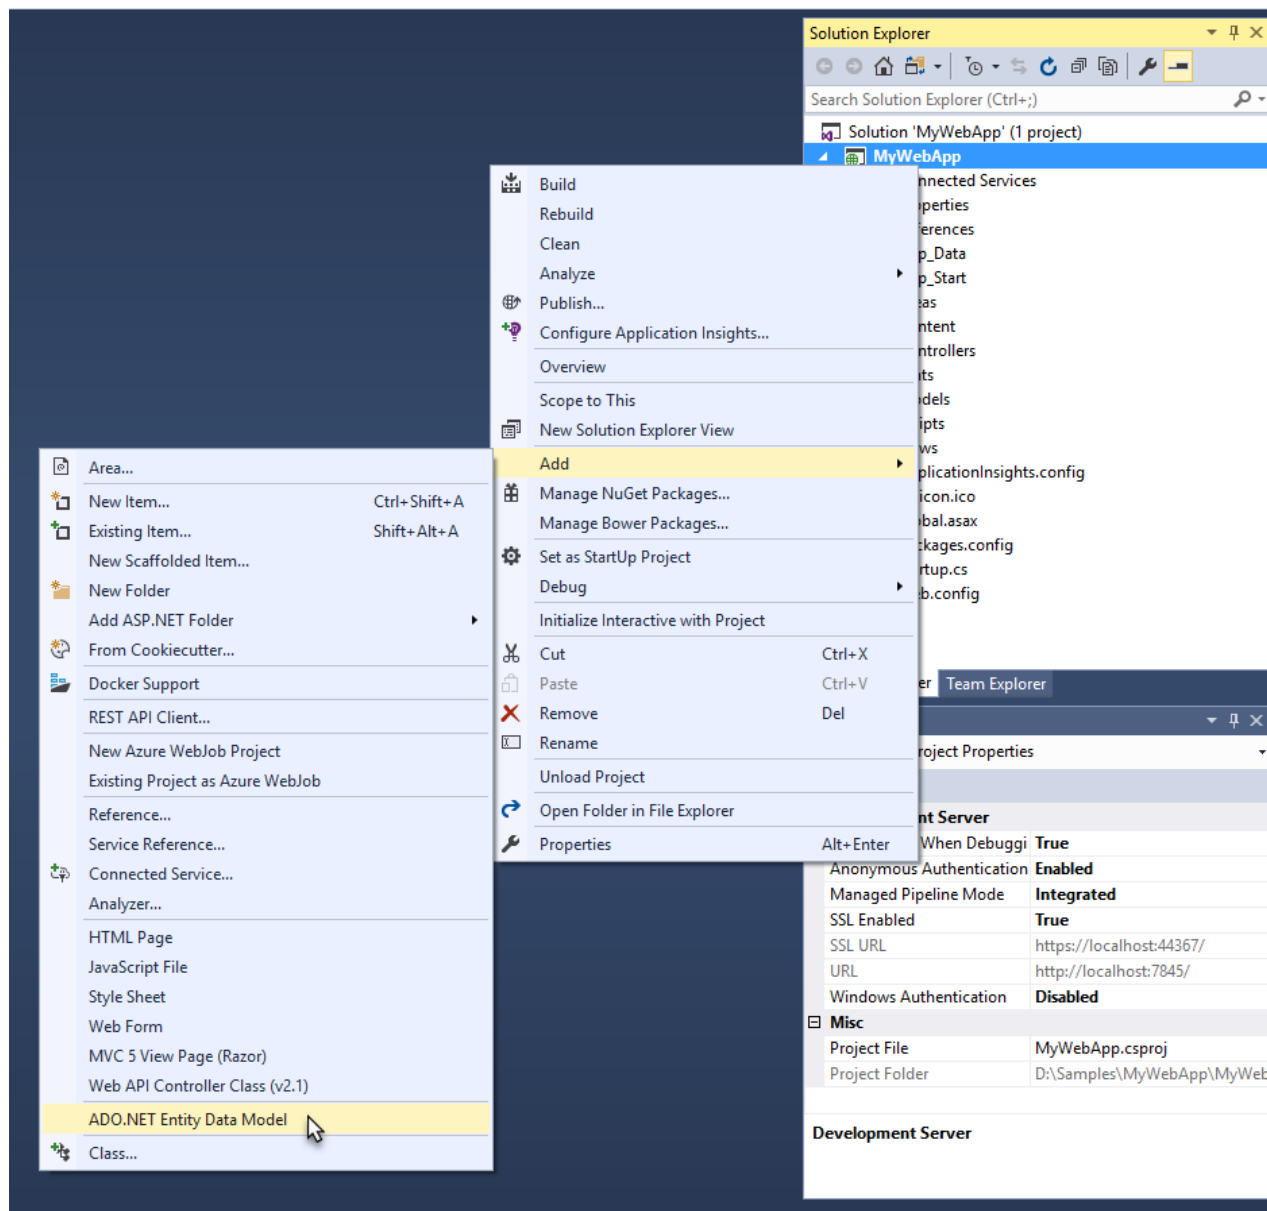 Solution Explorer
Search Solution Explorer (Ctrl+;)
Solution 'MyWebApp' (1 project)
MyWebApp
nnected Services
perties
erences
p_Data
p_Start
eas
ntent
ntrollers
ts
dels
ipts
ws
plicationInsights.config
icon.ico
bal.asax
ckages.config
rtup.cs
b.config
Build
Rebuild
Clean
Analyze
Publish...
Configure Application Insights...
Overview
Scope to This
New Solution Explorer View
Add
Manage NuGet Packages...
Manage Bower Packages...
Set as StartUp Project
Debug
Initialize Interactive with Project
Cut Ctrl+X
Paste Ctrl+V
Remove Del
Rename
Unload Project
Open Folder in File Explorer
Properties Alt+Enter
Area...
New Item... Ctrl+Shift+A
Existing Item... Shift+Alt+A
New Scaffolded Item...
New Folder
Add ASP.NET Folder
From Cookiecutter...
Docker Support
REST API Client...
New Azure WebJob Project
Existing Project as Azure WebJob
Reference...
Service Reference...
Connected Service...
Analyzer...
HTML Page
JavaScript File
Style Sheet
Web Form
MVC 5 View Page (Razor)
Web API Controller Class (v2.1)
ADO.NET Entity Data Model
Class...
er Team Explorer
roject Properties
nt Server
When Debuggi True
Anonymous Authentication Enabled
Managed Pipeline Mode Integrated
SSL Enabled True
SSL URL https://localhost:44367/
URL http://localhost:7845/
Windows Authentication Disabled
Misc
Project File MyWebApp.csproj
Project Folder D:\Samples\MyWebApp\MyWeb
Development Server